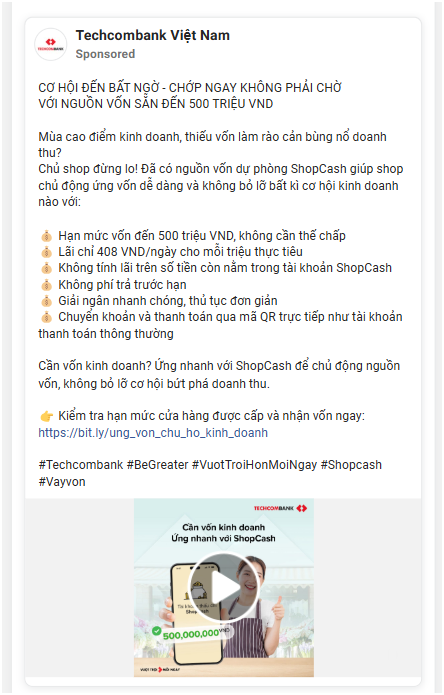 Techcombank Việt Nam
TECHCOMBANK
Sponsored
CƠ HỘI ĐẾN BẤT NGỜ - CHỚP NGAY KHÔNG PHẢI CHỜ
VỚI NGUỒN VỐN SẴN ĐẾN 500 TRIỆU VND
Mùa cao điểm kinh doanh, thiếu vốn làm rào cản bùng nổ doanh
thu?
Chủ shop đừng lo! Đã có nguồn vốn dự phòng ShopCash giúp shop
chủ động ứng vốn dễ dàng và không bỏ lỡ bất kì cơ hội kinh doanh
nào với:
💰 Hạn mức vốn đến 500 triệu VND, không cần thế chấp
💰 Lãi chỉ 408 VND/ngày cho mỗi triệu thực tiêu
💰 Không tính lãi trên số tiền còn nằm trong tài khoản ShopCash
💰 Không phí trả trước hạn
💰 Giải ngân nhanh chóng, thủ tục đơn giản
💰 Chuyển khoản và thanh toán qua mã QR trực tiếp như tài khoản
thanh toán thông thường
Cần vốn kinh doanh? Ứng nhanh với ShopCash để chủ động nguồn
vốn, không bỏ lỡ cơ hội bứt phá doanh thu.
👉 Kiểm tra hạn mức cửa hàng được cấp và nhận vốn ngay:
https://bit.ly/ung_von_chu_ho_kinh_doanh
#Techcombank #BeGreater #VuotTroiHonMoiNgay #Shopcash
#Vayvon
TECHCOMBANK
Cần vốn kinh doanh
Ứng nhanh với ShopCash
ShopCash
500,000,000 VND
VƯỢT TRỘI HƠN MỖI NGÀY